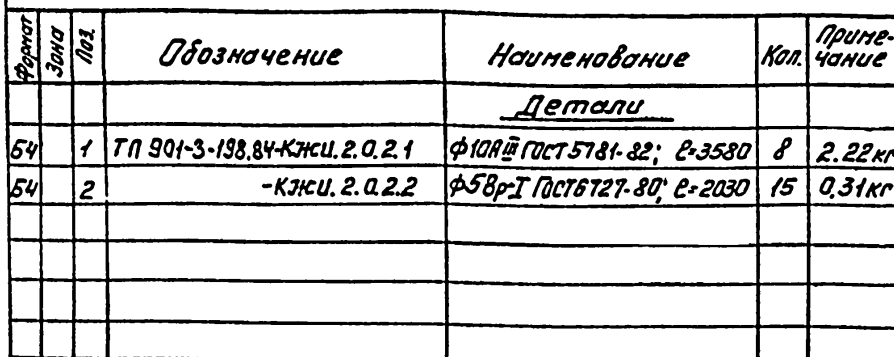 Формат Зона Поз. Обозначение Наименование Кол. Приме-
чание
Детали
Б4 1 ТП 901-3-198.84-КЖИ.2.0.2.1 ф10АIII ГОСТ 5781-82; ℓ=3580 8 2.22кг
Б4 2 -КЖИ.2.0.2.2 ф5Вр-I ГОСТ6727-80; ℓ=2030 15 0,31кг